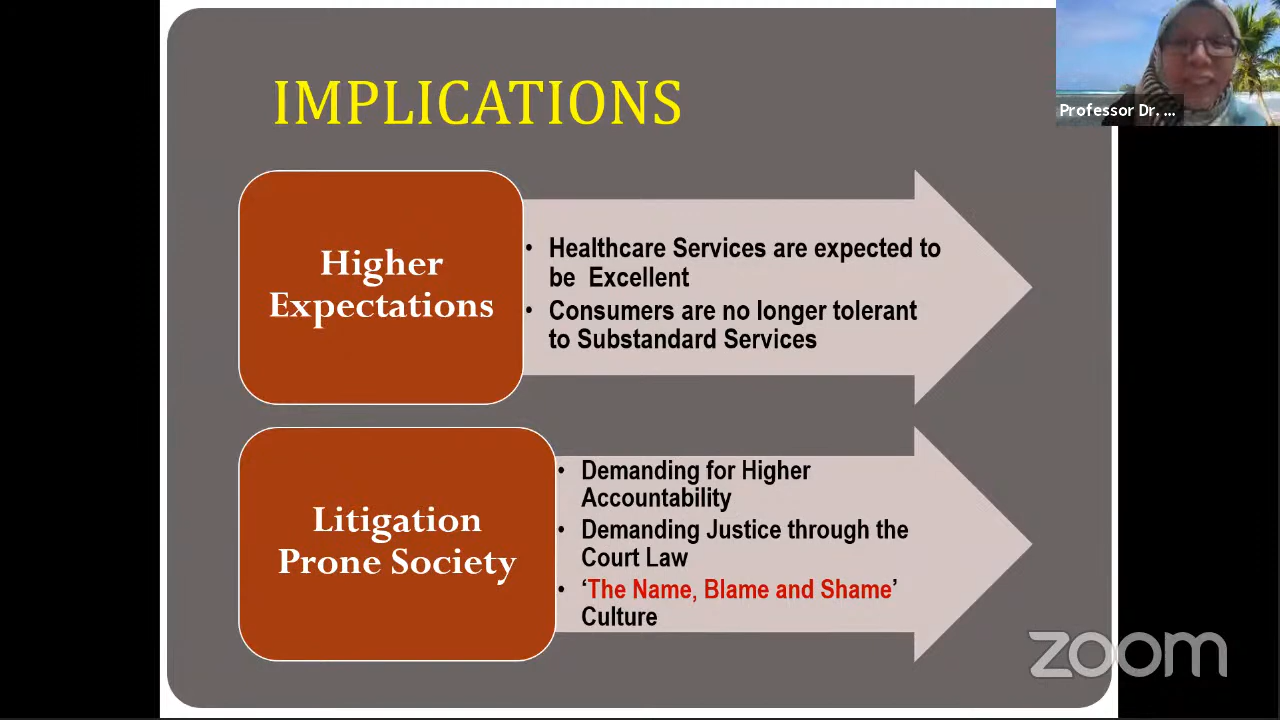 IMPLICATIONS
Professor Dr. ...
Higher
Expectations
• Healthcare Services are expected to
be Excellent
• Consumers are no longer tolerant
to Substandard Services
Litigation
Prone Society
• Demanding for Higher
Accountability
• Demanding Justice through the
Court Law
• ‘The Name, Blame and Shame’
Culture
zoom